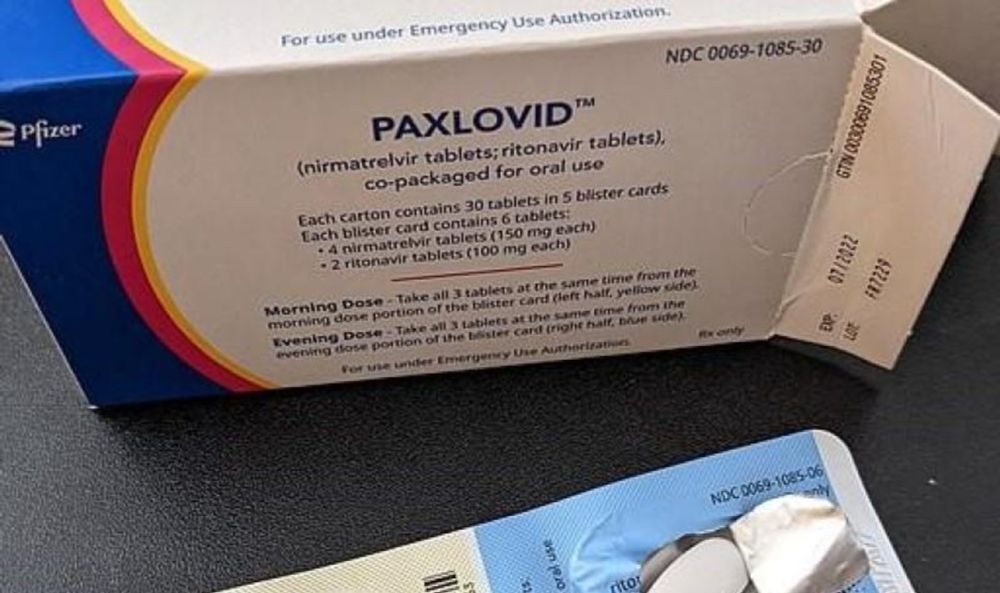 For use under Emergency Use Authorization.
NDC 0069-1085-30
Pfizer
PAXLOVID™
(nirmatrelvir tablets; ritonavir tablets),
co-packaged for oral use
Each carton contains 30 tablets in 5 blister cards
Each blister card contains 6 tablets:
• 4 nirmatrelvir tablets (150 mg each)
• 2 ritonavir tablets (100 mg each)
Morning Dose - Take all 3 tablets at the same time from the
morning dose portion of the blister card (left half, yellow side).
Evening Dose - Take all 3 tablets at the same time from the
evening dose portion of the blister card (right half, blue side).
For use under Emergency Use Authorization.
Rx only
GTIN 00300691085301
EXP: 07/2022
LOT: FR7229
NDC 0069-1085-06
only
oral use